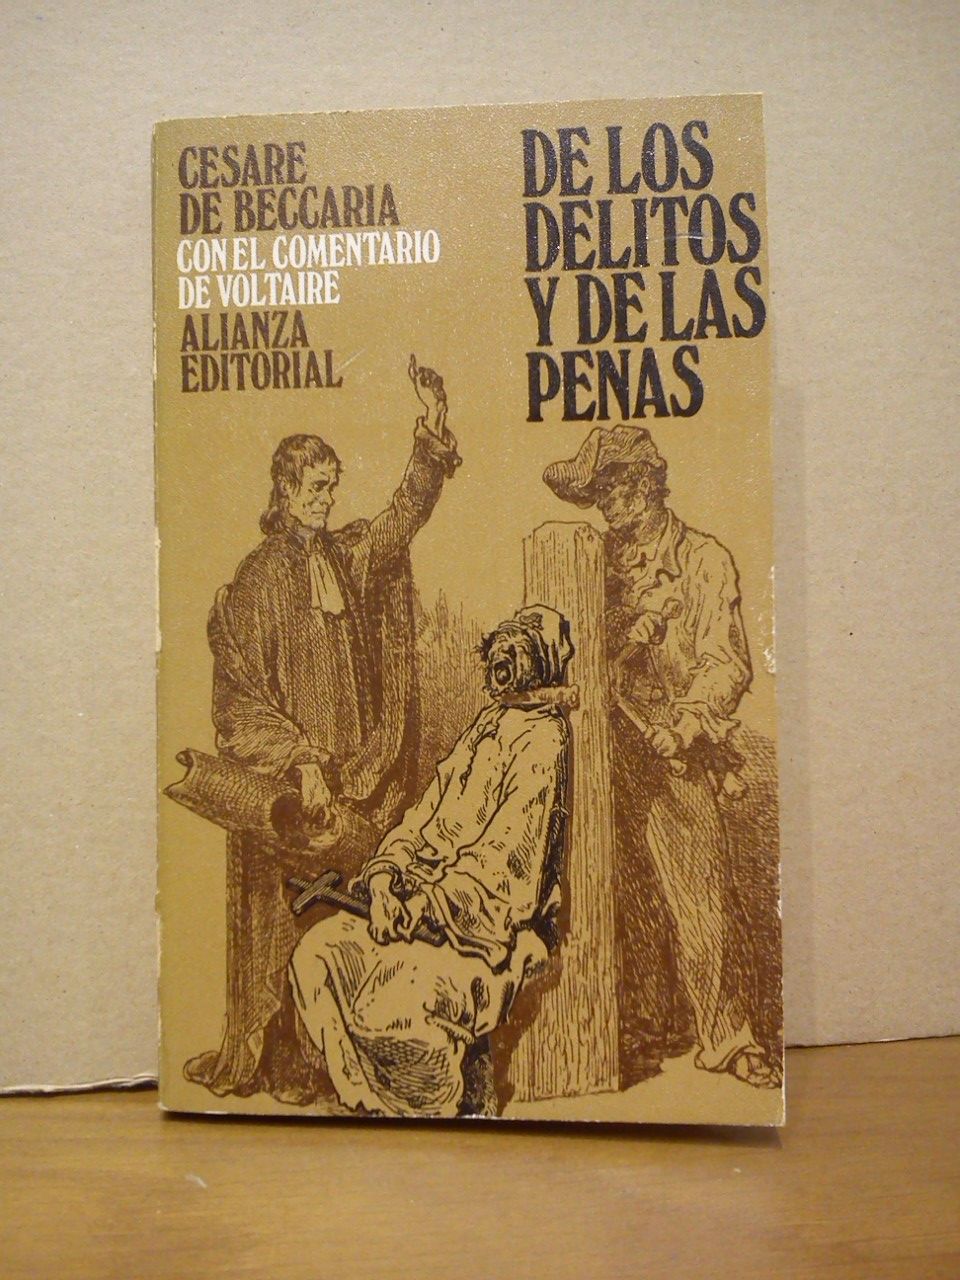 CESARE
DE BECCARIA
CON EL COMENTARIO
DE VOLTAIRE
ALIANZA
EDITORIAL
DE LOS
DELITOS
Y DE LAS
PENAS